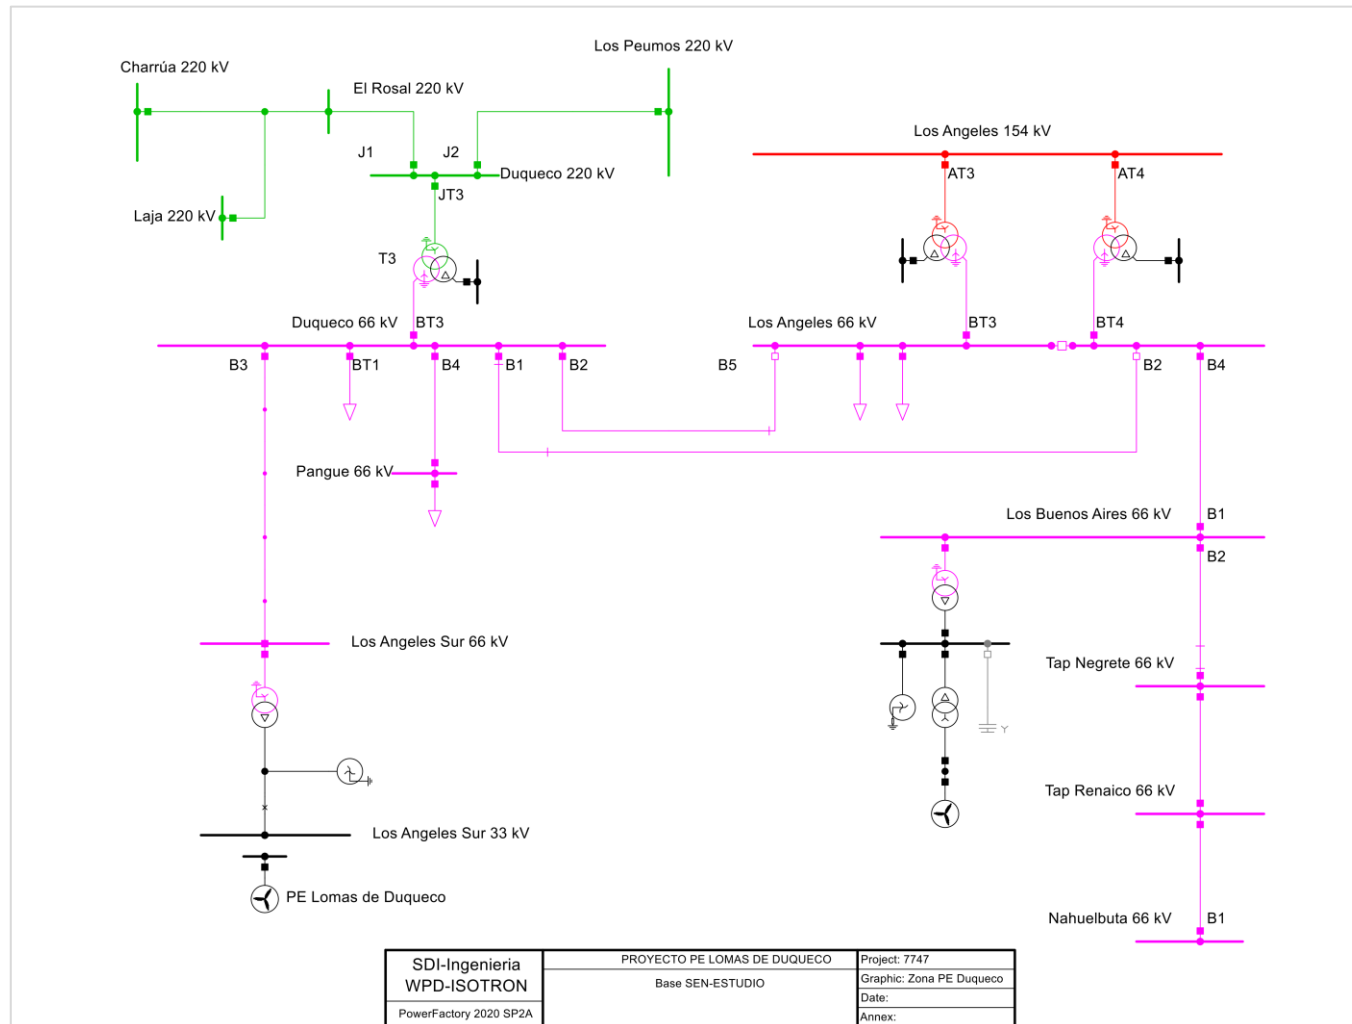 Los Peumos 220 kV
Charrúa 220 kV
El Rosal 220 kV
Los Angeles 154 kV
J1
J2
AT3
AT4
Duqueco 220 kV
JT3
Laja 220 kV
T3
Duqueco 66 kV
BT3
Los Angeles 66 kV
BT3
BT4
B3
BT1
B4
B1
B2
B5
B2
B4
Pangue 66 kV
Los Buenos Aires 66 kV
B1
B2
Los Angeles Sur 66 kV
Tap Negrete 66 kV
Y
Tap Renaico 66 kV
Los Angeles Sur 33 kV
PE Lomas de Duqueco
Nahuelbuta 66 kV
B1
SDI-Ingenieria
WPD-ISOTRON
PowerFactory 2020 SP2A
PROYECTO PE LOMAS DE DUQUECO
Base SEN-ESTUDIO
Project: 7747
Graphic: Zona PE Duqueco
Date:
Annex: